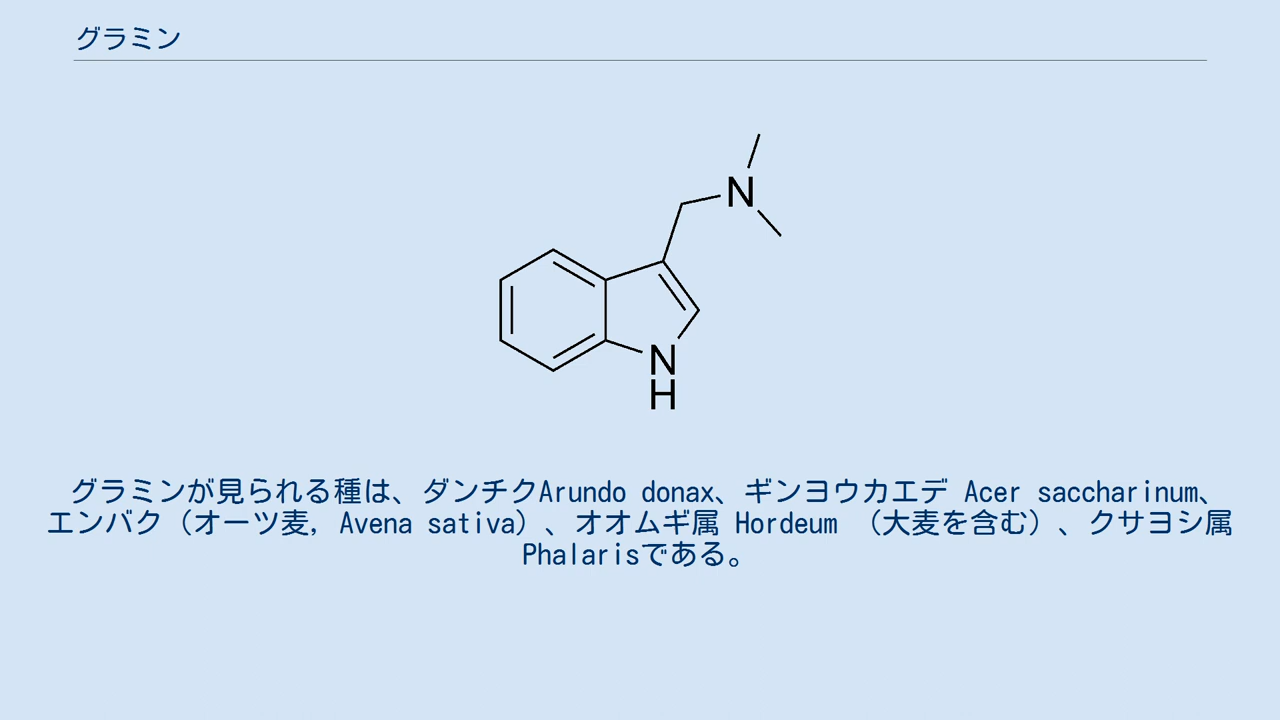 グラミン
N
N
H
グラミンが見られる種は、ダンチクArundo donax、ギンヨウカエデ Acer saccharinum、
エンバク（オーツ麦, Avena sativa）、オオムギ属 Hordeum （大麦を含む）、クサヨシ属
Phalarisである。